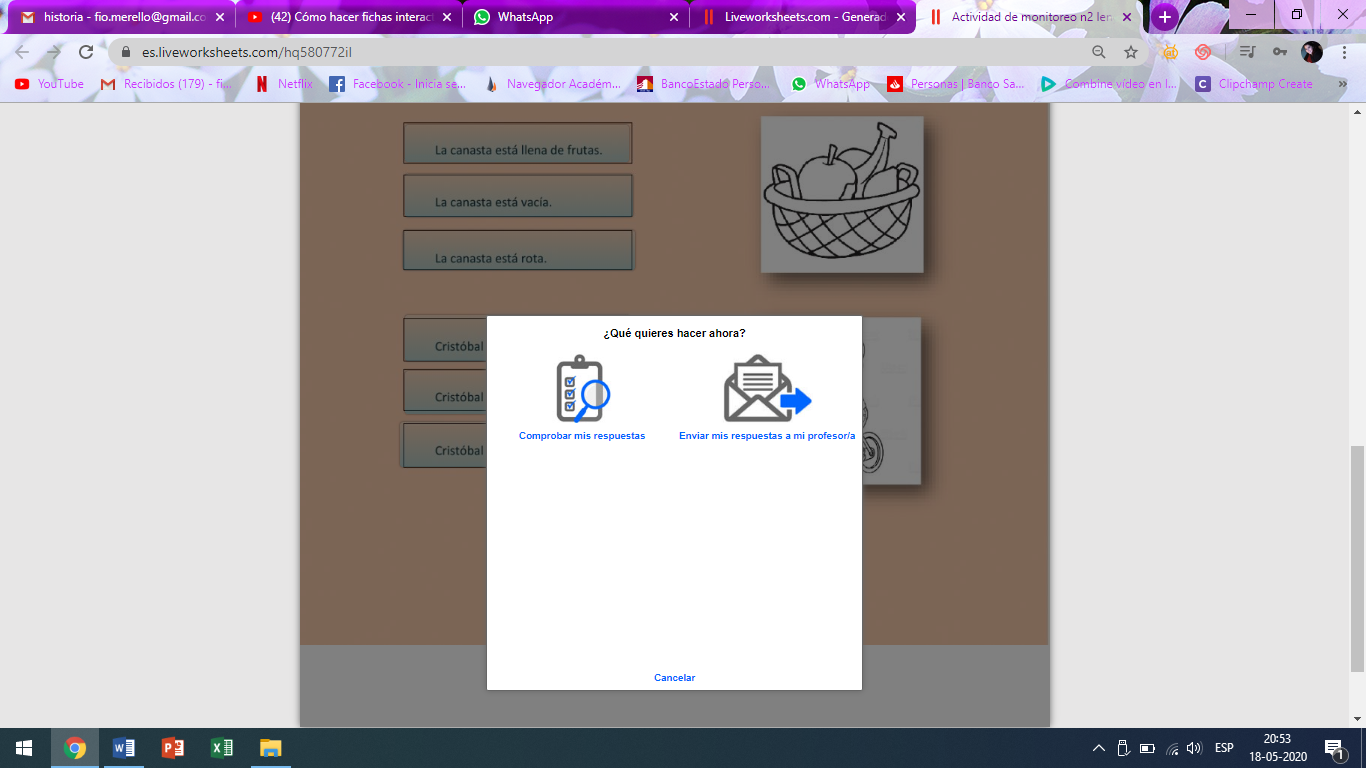 historia - fio.merello@gmail.co
(42) Cómo hacer fichas interact
WhatsApp
Liveworksheets.com - Generad
Actividad de monitoreo n2 len
es.liveworksheets.com/hq580772il
YouTube
Recibidos (179) - fi...
Netflix
Facebook - Inicia se...
Navegador Académ...
BancoEstado Perso...
WhatsApp
Personas | Banco Sa...
Combine vídeo en l...
Clipchamp Create
»
La canasta está llena de frutas.
La canasta está vacía.
La canasta está rota.
Cristóbal
Cristóbal
Cristóbal
¿Qué quieres hacer ahora?
Comprobar mis respuestas
Enviar mis respuestas a mi profesor/a
Cancelar
ESP
20:53
18-05-2020
1